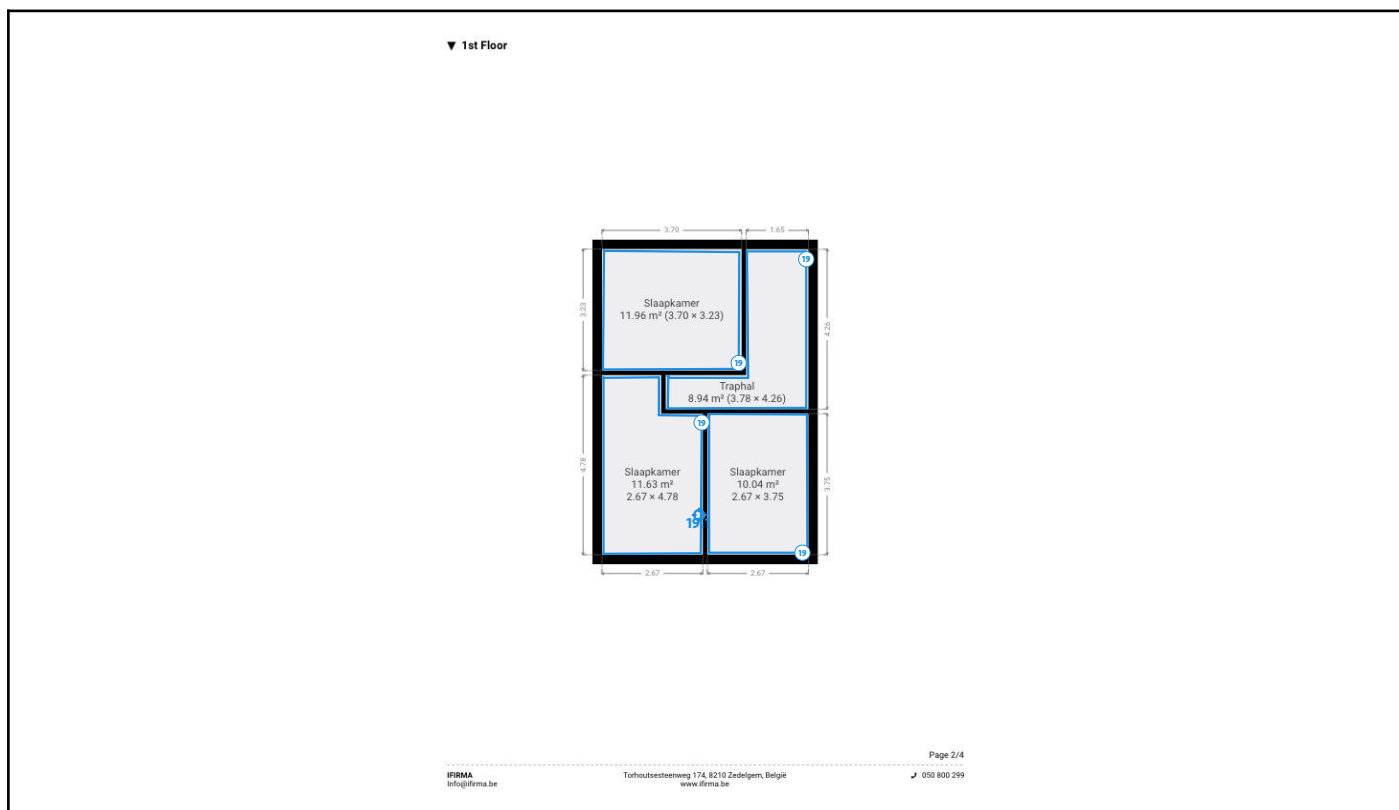 ▼ 1st Floor
3.70
1.65
19
Slaapkamer
11.96 m² (3.70 × 3.23)
3.23
4.26
19
Traphal
8.94 m² (3.78 × 4.26)
19
4.78
Slaapkamer
11.63 m²
2.67 × 4.78
Slaapkamer
10.04 m²
2.67 × 3.75
3.75
19
19
2.67
2.67
Page 2/4
IFIRMA
Info@ifirma.be
Torhoutsesteenweg 174, 8210 Zedelgem, België
www.ifirma.be
050 800 299